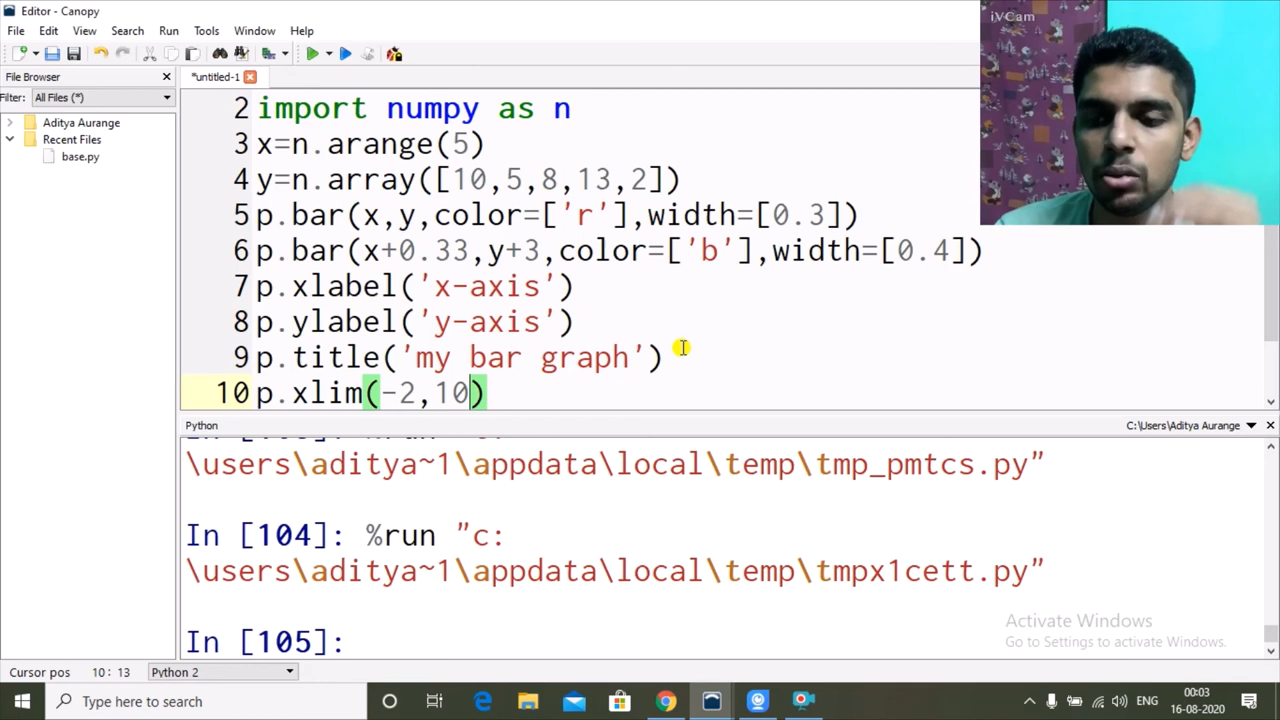 Editor - Canopy
iVCam
File Edit View Search Run Tools Window Help
File Browser
*untitled-1
Filter: All Files (*)
Aditya Aurange
Recent Files
base.py
2 import numpy as n
3 x=n.arange(5)
4 y=n.array([10,5,8,13,2])
5 p.bar(x,y,color=['r'],width=[0.3])
6 p.bar(x+0.33,y+3,color=['b'],width=[0.4])
7 p.xlabel('x-axis')
8 p.ylabel('y-axis')
9 p.title('my bar graph')
10 p.xlim(-2,10)
Python
C:\Users\Aditya Aurange
\users\aditya~1\appdata\local\temp\tmp_pmtcs.py"
In [104]: %run "c:
\users\aditya~1\appdata\local\temp\tmpx1cett.py"
In [105]:
Activate Windows
Go to Settings to activate Windows.
Cursor pos 10: 13 Python 2
Type here to search
ENG
00:03
16-08-2020